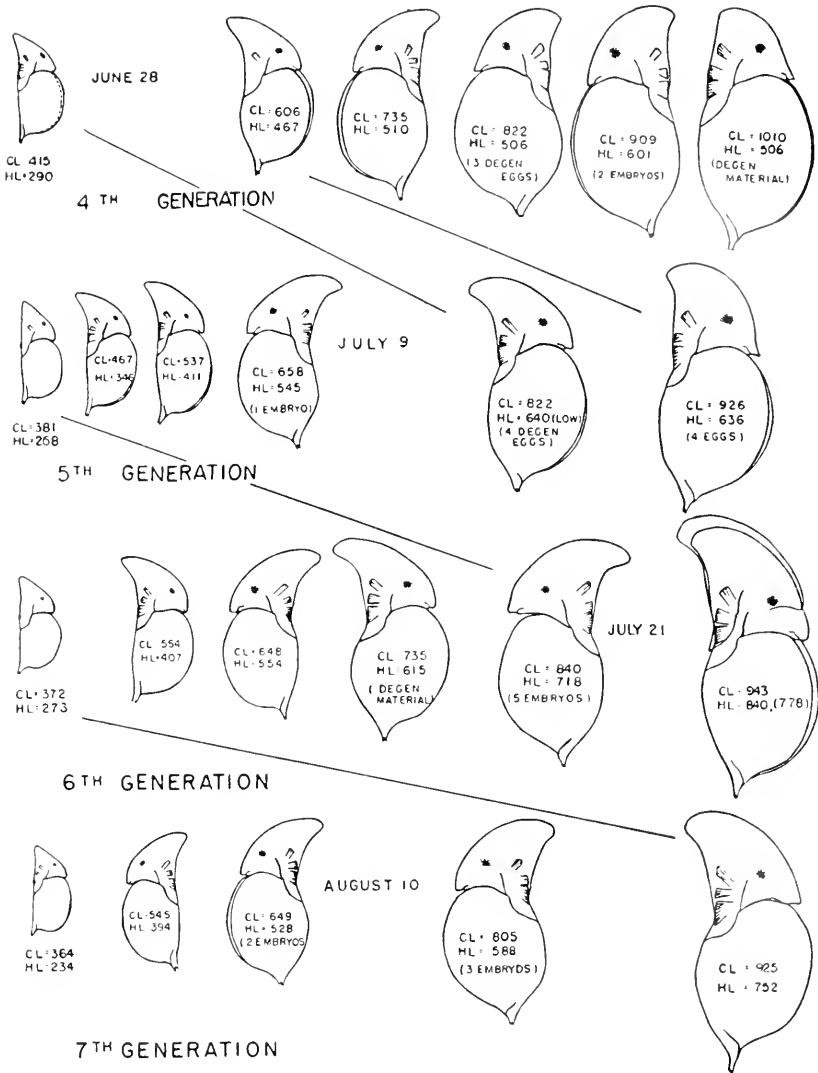 JUNE 28
CL 415
HL=290
CL=606
HL=467
CL=735
HL=510
CL=822
HL=506
(3 DEGEN
EGGS)
CL=909
HL=601
(2 EMBRYOS)
CL=1010
HL=506
(DEGEN
MATERIAL)
4TH GENERATION
CL=381
HL=268
CL=467
HL=346
CL=537
HL=411
CL=658
HL=545
(1 EMBRYO)
JULY 9
CL=822
HL=640(LOW)
(4 DEGEN
EGGS)
CL=926
HL=636
(4 EGGS)
5TH GENERATION
CL=372
HL=273
CL 554
HL=407
CL=648
HL=554
CL 735
HL=615
(DEGEN
MATERIAL)
CL=840
HL=718
(5 EMBRYOS)
JULY 21
CL=943
HL=840,(778)
6TH GENERATION
CL=364
HL=234
CL=545
HL 394
CL=649
HL=528
(2 EMBRYOS
AUGUST 10
CL=805
HL=588
(3 EMBRYOS)
CL=925
HL=752
7TH GENERATION